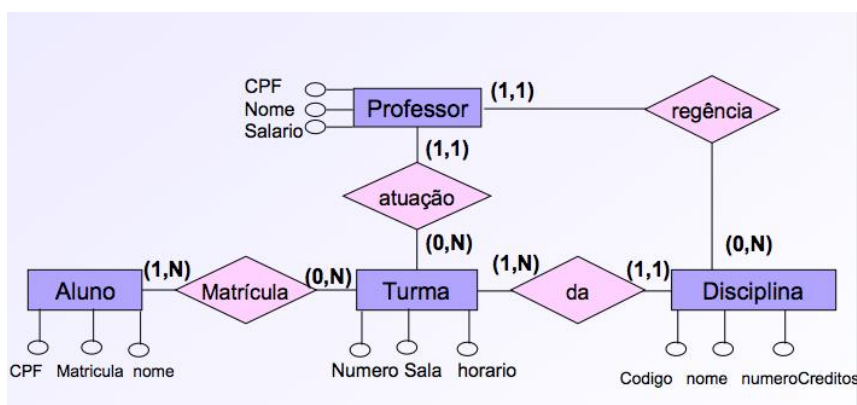 CPF
Nome
Salario
Professor
(1,1)
regência
(1,1)
atuação
(0,N)
(0,N)
Aluno
(1,N)
Matrícula
(0,N)
Turma
(1,N)
da
(1,1)
Disciplina
CPF Matricula nome
Numero Sala horario
Codigo nome numeroCreditos